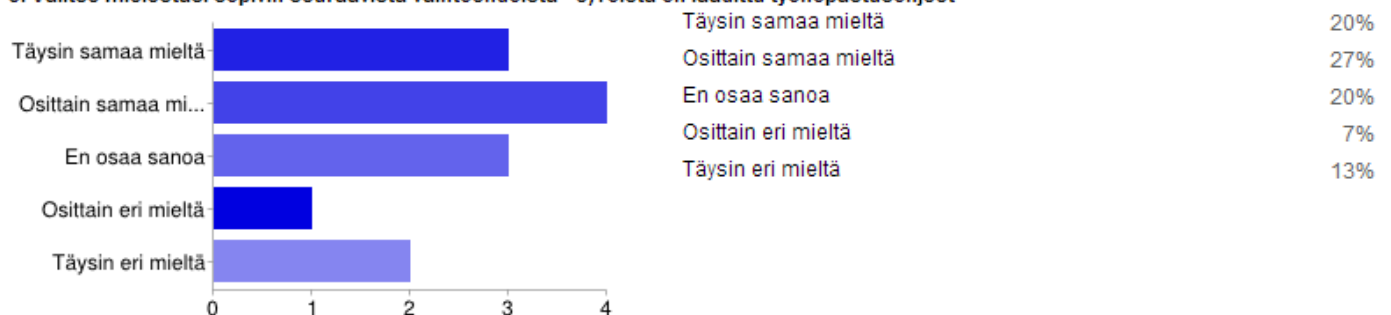 Täysin samaa mieltä
Osittain samaa mi...
En osaa sanoa
Osittain eri mieltä
Täysin eri mieltä
0 1 2 3 4
Täysin samaa mieltä 20%
Osittain samaa mieltä 27%
En osaa sanoa 20%
Osittain eri mieltä 7%
Täysin eri mieltä 13%